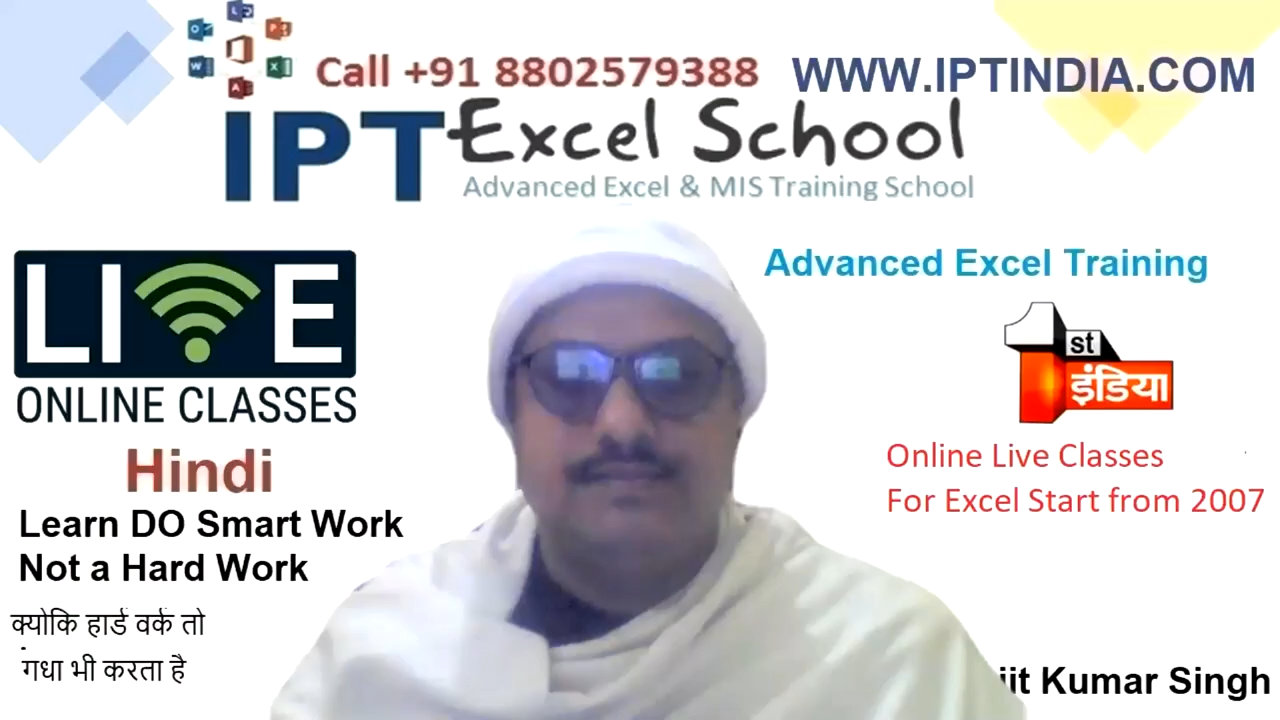 Call +91 8802579388
WWW.IPTINDIA.COM
IPT Excel School
Advanced Excel & MIS Training School
LIVE
ONLINE CLASSES
Hindi
Learn DO Smart Work
Not a Hard Work
क्योकि हार्ड वर्क तो
गधा भी करता है
Advanced Excel Training
1st
इंडिया
Online Live Classes
For Excel Start from 2007
Kumar Singh